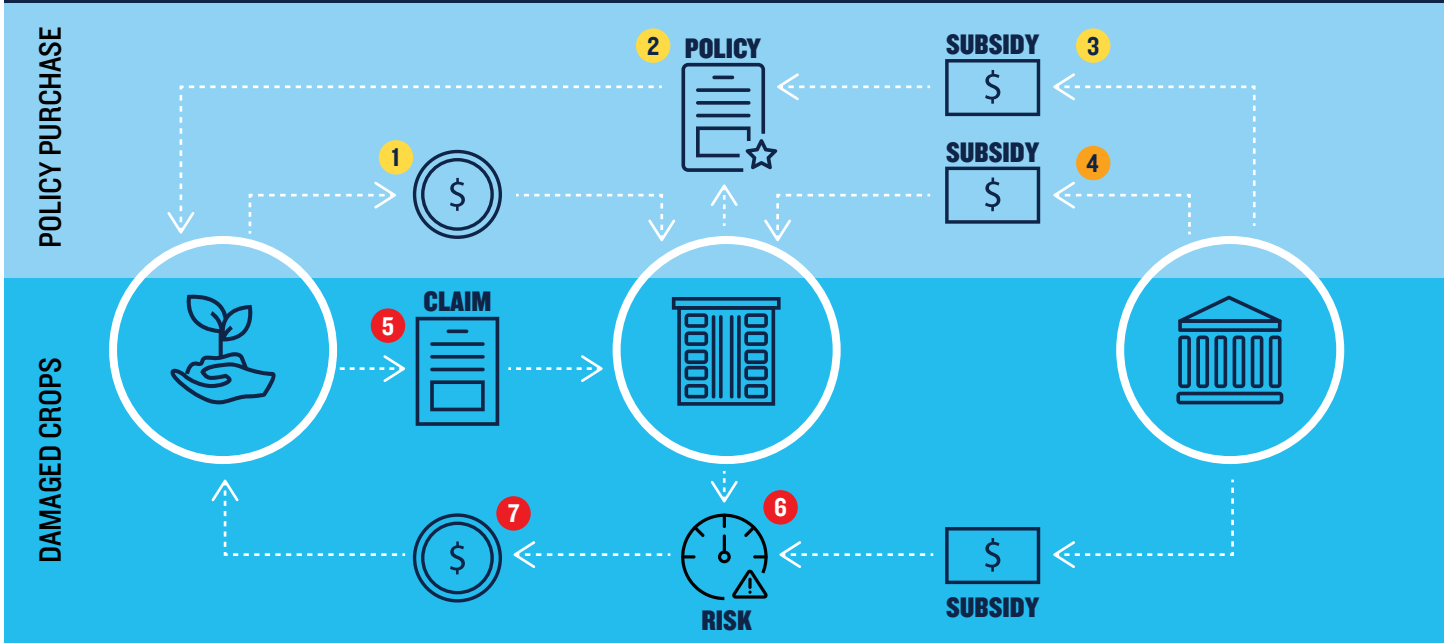 POLICY PURCHASE
2
POLICY
SUBSIDY
3
$
1
$
SUBSIDY
4
$
DAMAGED CROPS
CLAIM
5
6
7
$
$
RISK
SUBSIDY